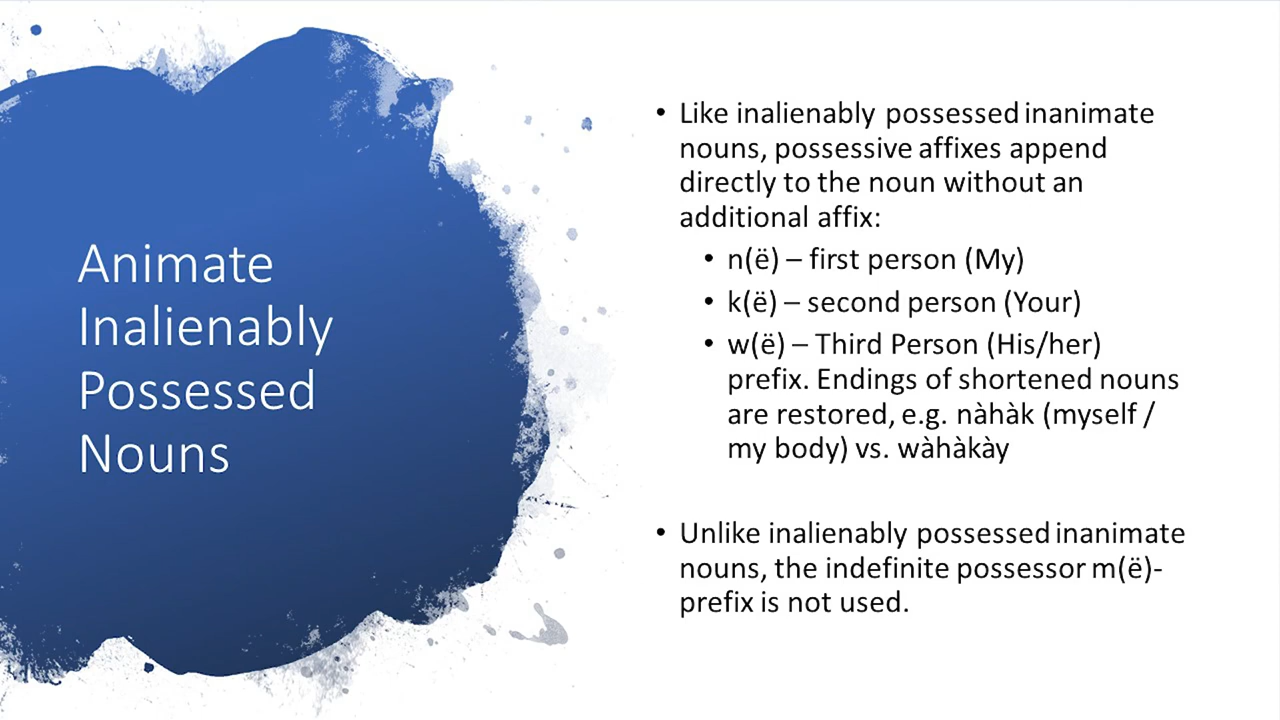 Animate
Inalienably
Possessed
Nouns
• Like inalienably possessed inanimate
nouns, possessive affixes append
directly to the noun without an
additional affix:
• n(ë) – first person (My)
• k(ë) – second person (Your)
• w(ë) – Third Person (His/her)
prefix. Endings of shortened nouns
are restored, e.g. nàhàk (myself /
my body) vs. wàhàkày
• Unlike inalienably possessed inanimate
nouns, the indefinite possessor m(ë)-
prefix is not used.